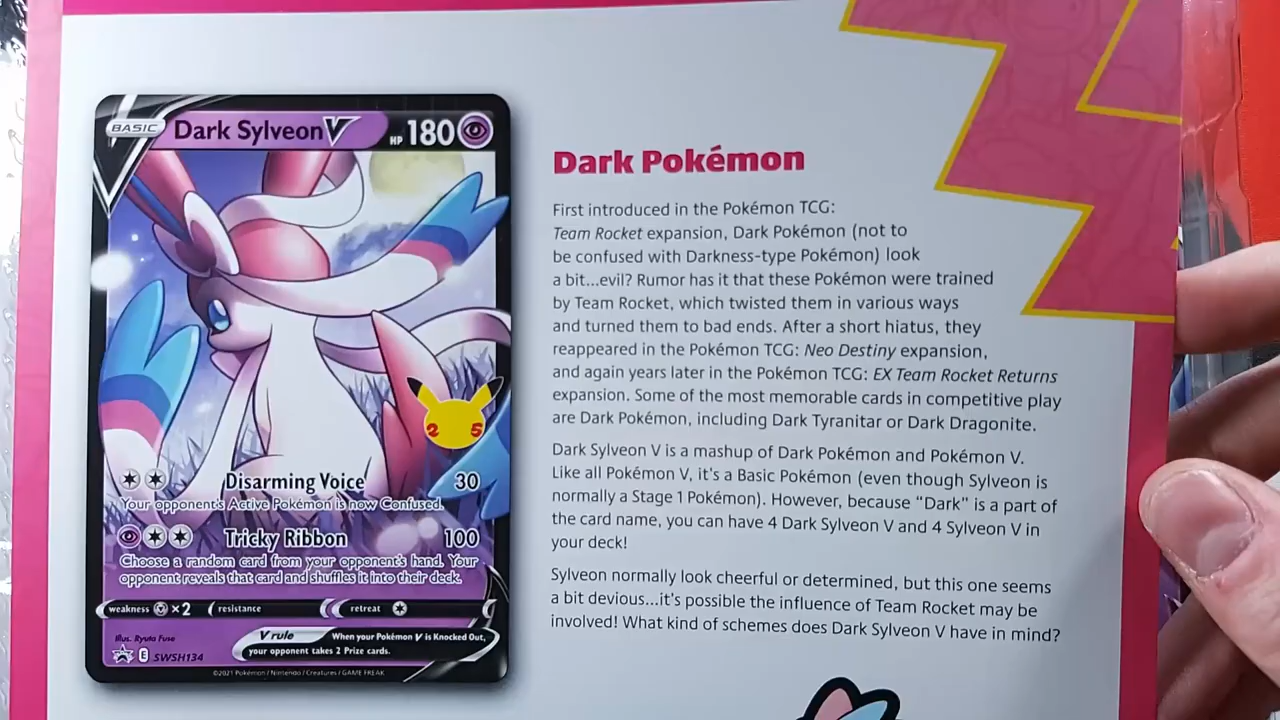 BASIC Dark Sylveon V HP 180
2 5
Disarming Voice 30
Your opponent's Active Pokémon is now Confused.
Tricky Ribbon 100
Choose a random card from your opponent's hand. Your
opponent reveals that card and shuffles it into their deck.
weakness ×2 resistance retreat
Illus. Ryuta Fuse
V rule When your Pokémon V is Knocked Out,
your opponent takes 2 Prize cards.
E SWSH134
©2021 Pokémon / Nintendo / Creatures / GAME FREAK
Dark Pokémon
First introduced in the Pokémon TCG:
Team Rocket expansion, Dark Pokémon (not to
be confused with Darkness-type Pokémon) look
a bit...evil? Rumor has it that these Pokémon were trained
by Team Rocket, which twisted them in various ways
and turned them to bad ends. After a short hiatus, they
reappeared in the Pokémon TCG: Neo Destiny expansion,
and again years later in the Pokémon TCG: EX Team Rocket Returns
expansion. Some of the most memorable cards in competitive play
are Dark Pokémon, including Dark Tyranitar or Dark Dragonite.
Dark Sylveon V is a mashup of Dark Pokémon and Pokémon V.
Like all Pokémon V, it's a Basic Pokémon (even though Sylveon is
normally a Stage 1 Pokémon). However, because "Dark" is a part of
the card name, you can have 4 Dark Sylveon V and 4 Sylveon V in
your deck!
Sylveon normally look cheerful or determined, but this one seems
a bit devious...it's possible the influence of Team Rocket may be
involved! What kind of schemes does Dark Sylveon V have in mind?